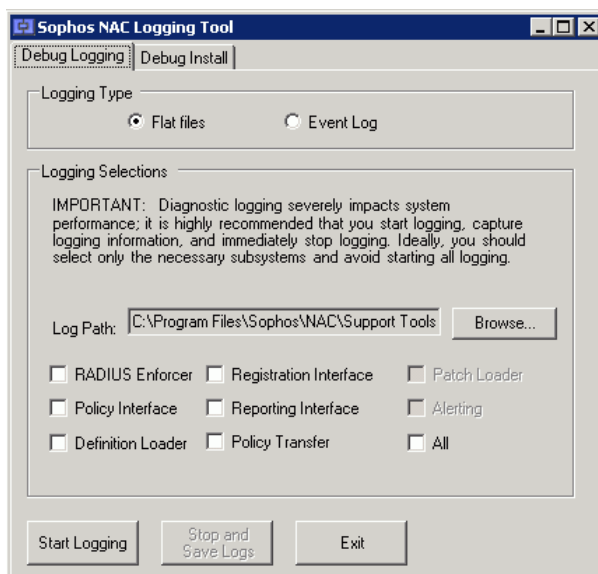 Sophos NAC Logging Tool
Debug Logging Debug Install
Logging Type
Flat files Event Log
Logging Selections
IMPORTANT: Diagnostic logging severely impacts system
performance; it is highly recommended that you start logging, capture
logging information, and immediately stop logging. Ideally, you should
select only the necessary subsystems and avoid starting all logging.
Log Path: C:\Program Files\Sophos\NAC\Support Tools Browse...
RADIUS Enforcer Registration Interface Patch Loader
Policy Interface Reporting Interface Alerting
Definition Loader Policy Transfer All
Start Logging Stop and Save Logs Exit